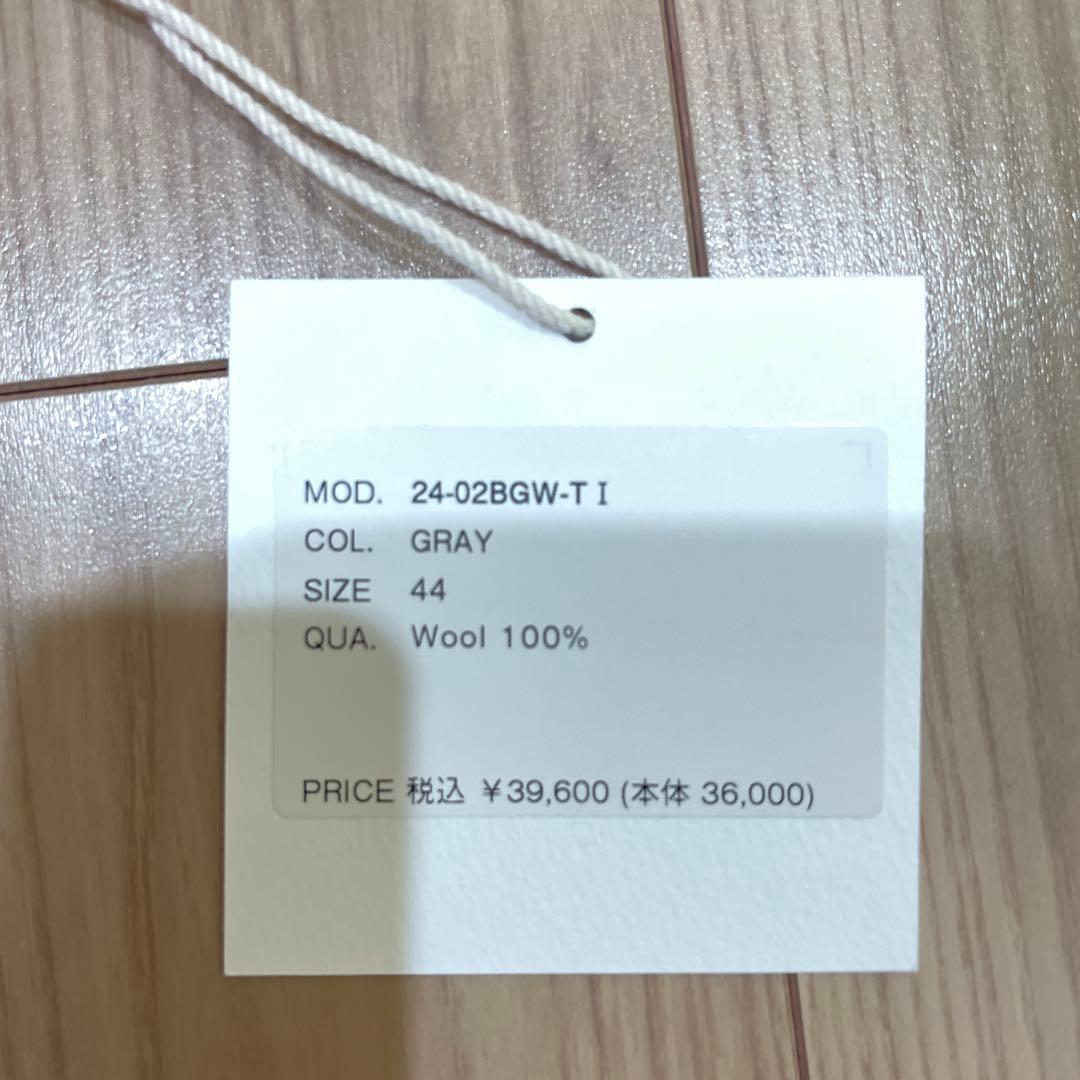 MOD. 24-02BGW-T I
COL. GRAY
SIZE 44
QUA. Wool 100%
PRICE 税込 ¥39,600 (本体 36,000)